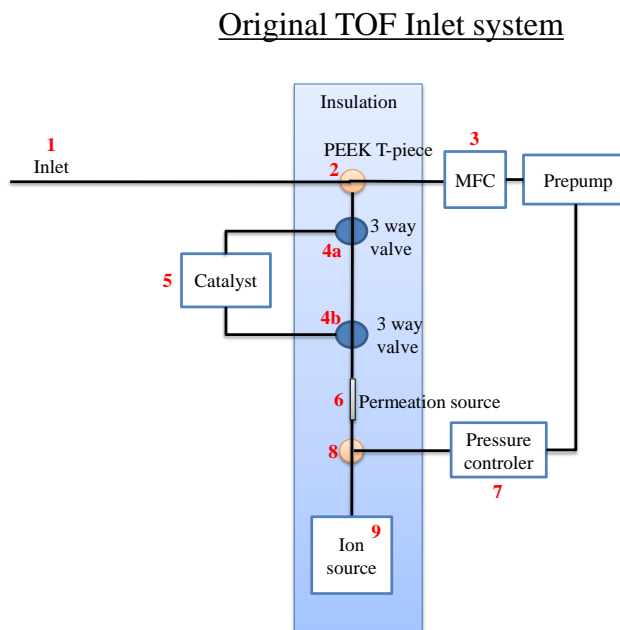 Original TOF Inlet system
Insulation
1
Inlet
PEEK T-piece
2
3
MFC
Prepump
3 way
valve
4a
5
Catalyst
4b
3 way
valve
6
Permeation source
8
Pressure
controler
7
9
Ion
source